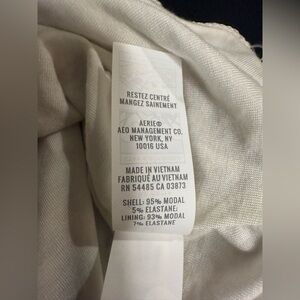 RESTEZ CENTRÉ
MANGEZ SAINEMENT
AERIE®
AEO MANAGEMENT CO.
NEW YORK, NY
10016 USA
MADE IN VIETNAM
FABRIQUÉ AU VIETNAM
RN 54485 CA 03873
SHELL: 95% MODAL
5% ELASTANE;
LINING: 93% MODAL
7% ELASTANE